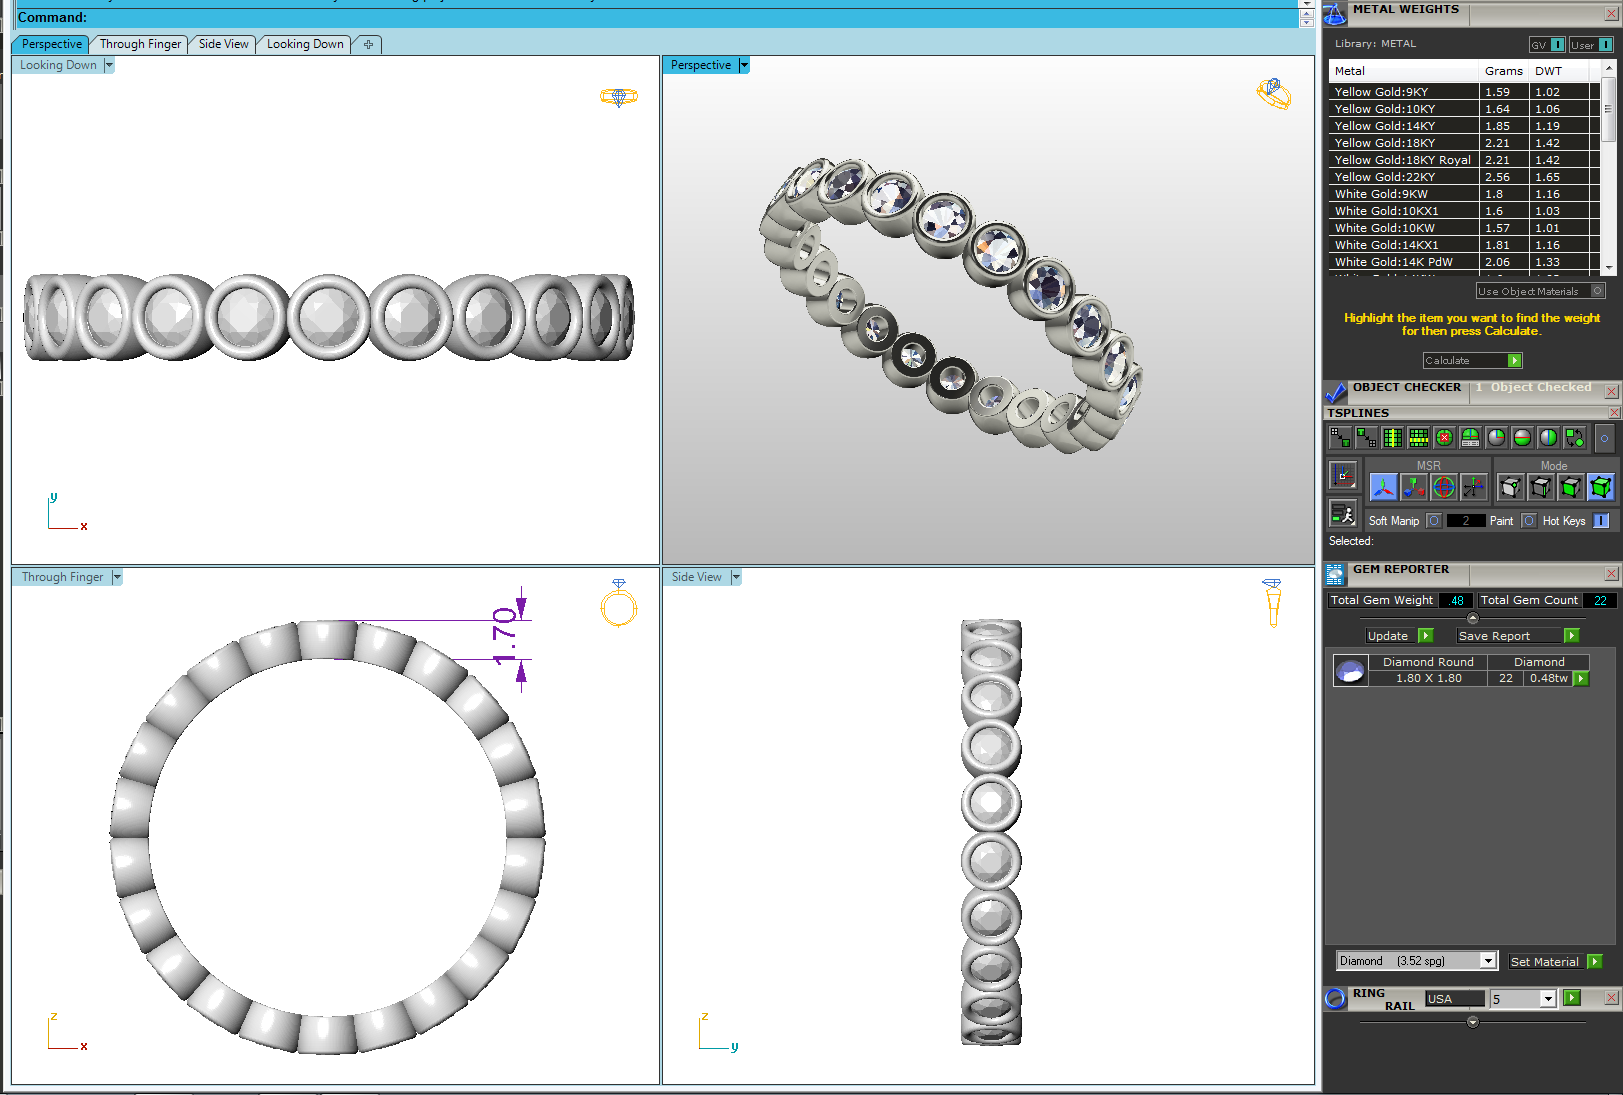 Command:
Perspective
Through Finger
Side View
Looking Down
Looking Down
Perspective
y
x
Through Finger
1.70
z
x
Side View
z
y
METAL WEIGHTS
Library: METAL
GV
User
Metal Grams DWT
Yellow Gold:9KY 1.59 1.02
Yellow Gold:10KY 1.64 1.06
Yellow Gold:14KY 1.85 1.19
Yellow Gold:18KY 2.21 1.42
Yellow Gold:18KY Royal 2.21 1.42
Yellow Gold:22KY 2.56 1.65
White Gold:9KW 1.8 1.16
White Gold:10KX1 1.6 1.03
White Gold:10KW 1.57 1.01
White Gold:14KX1 1.81 1.16
White Gold:14K PdW 2.06 1.33
Use Object Materials
Highlight the item you want to find the weight
for then press Calculate.
Calculate
OBJECT CHECKER 1 Object Checked
TSPLINES
MSR Mode
Soft Manip 2 Paint Hot Keys
Selected:
GEM REPORTER
Total Gem Weight .48 Total Gem Count 22
Update Save Report
Diamond Round Diamond
1.80 X 1.80 22 0.48tw
Diamond (3.52 spg) Set Material
RING
RAIL USA 5